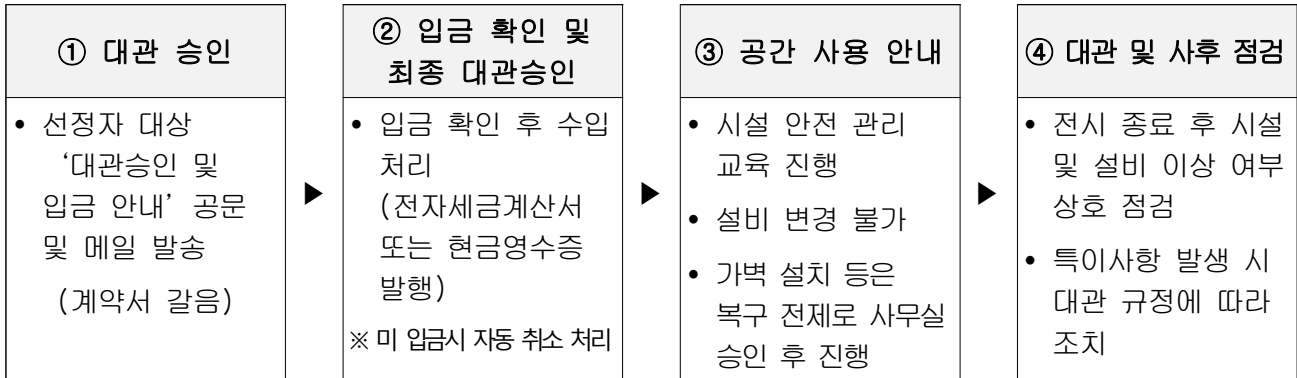 ① 대관 승인
• 선정자 대상
‘대관승인 및
입금 안내’ 공문
및 메일 발송
(계약서 갈음)
▶
② 입금 확인 및
최종 대관승인
• 입금 확인 후 수입
처리
(전자세금계산서
또는 현금영수증
발행)
※ 미 입금시 자동 취소 처리
▶
③ 공간 사용 안내
• 시설 안전 관리
교육 진행
• 설비 변경 불가
• 가벽 설치 등은
복구 전제로 사무실
승인 후 진행
▶
④ 대관 및 사후 점검
• 전시 종료 후 시설
및 설비 이상 여부
상호 점검
• 특이사항 발생 시
대관 규정에 따라
조치